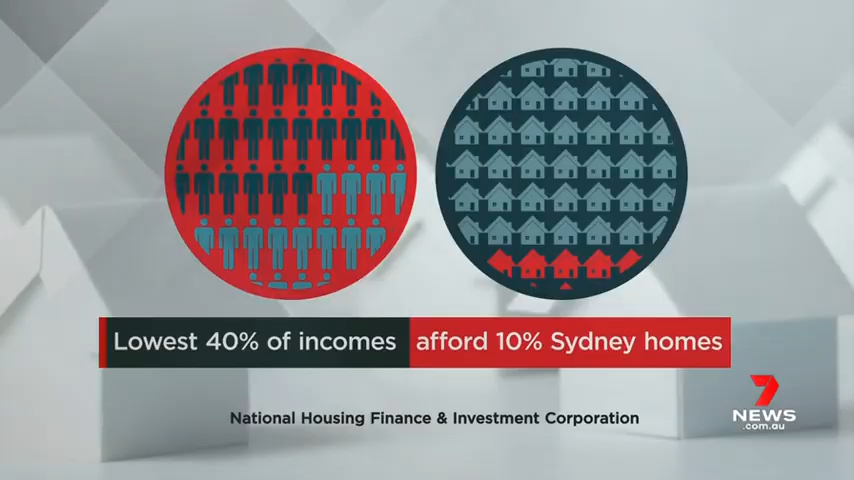 Lowest 40% of incomes afford 10% Sydney homes
National Housing Finance & Investment Corporation
7
NEWS
.com.au